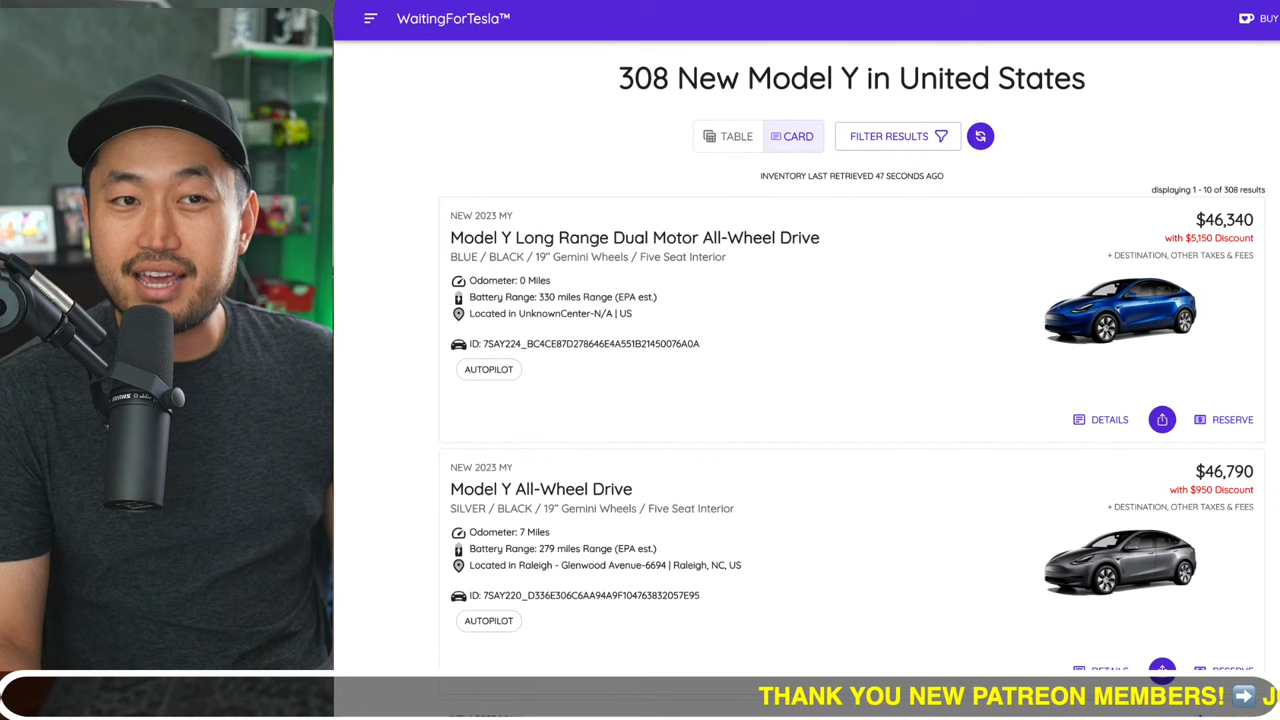 WaitingForTesla™
BUY
308 New Model Y in United States
TABLE
CARD
FILTER RESULTS
INVENTORY LAST RETRIEVED 47 SECONDS AGO
displaying 1 - 10 of 308 results
NEW 2023 MY
$46,340
Model Y Long Range Dual Motor All-Wheel Drive
with $5,150 Discount
BLUE / BLACK / 19" Gemini Wheels / Five Seat Interior
+ DESTINATION, OTHER TAXES & FEES
Odometer: 0 Miles
Battery Range: 330 miles Range (EPA est.)
Located in UnknownCenter-N/A | US
ID: 7SAY224_BC4CE87D278646E4A551B21450076A0A
AUTOPILOT
DETAILS
RESERVE
NEW 2023 MY
$46,790
Model Y All-Wheel Drive
with $950 Discount
SILVER / BLACK / 19" Gemini Wheels / Five Seat Interior
+ DESTINATION, OTHER TAXES & FEES
Odometer: 7 Miles
Battery Range: 279 miles Range (EPA est.)
Located in Raleigh - Glenwood Avenue-6694 | Raleigh, NC, US
ID: 7SAY220_D336E306C6AA94A9F104763832057E95
AUTOPILOT
DETAILS
RESERVE
THANK YOU NEW PATREON MEMBERS! ➡️